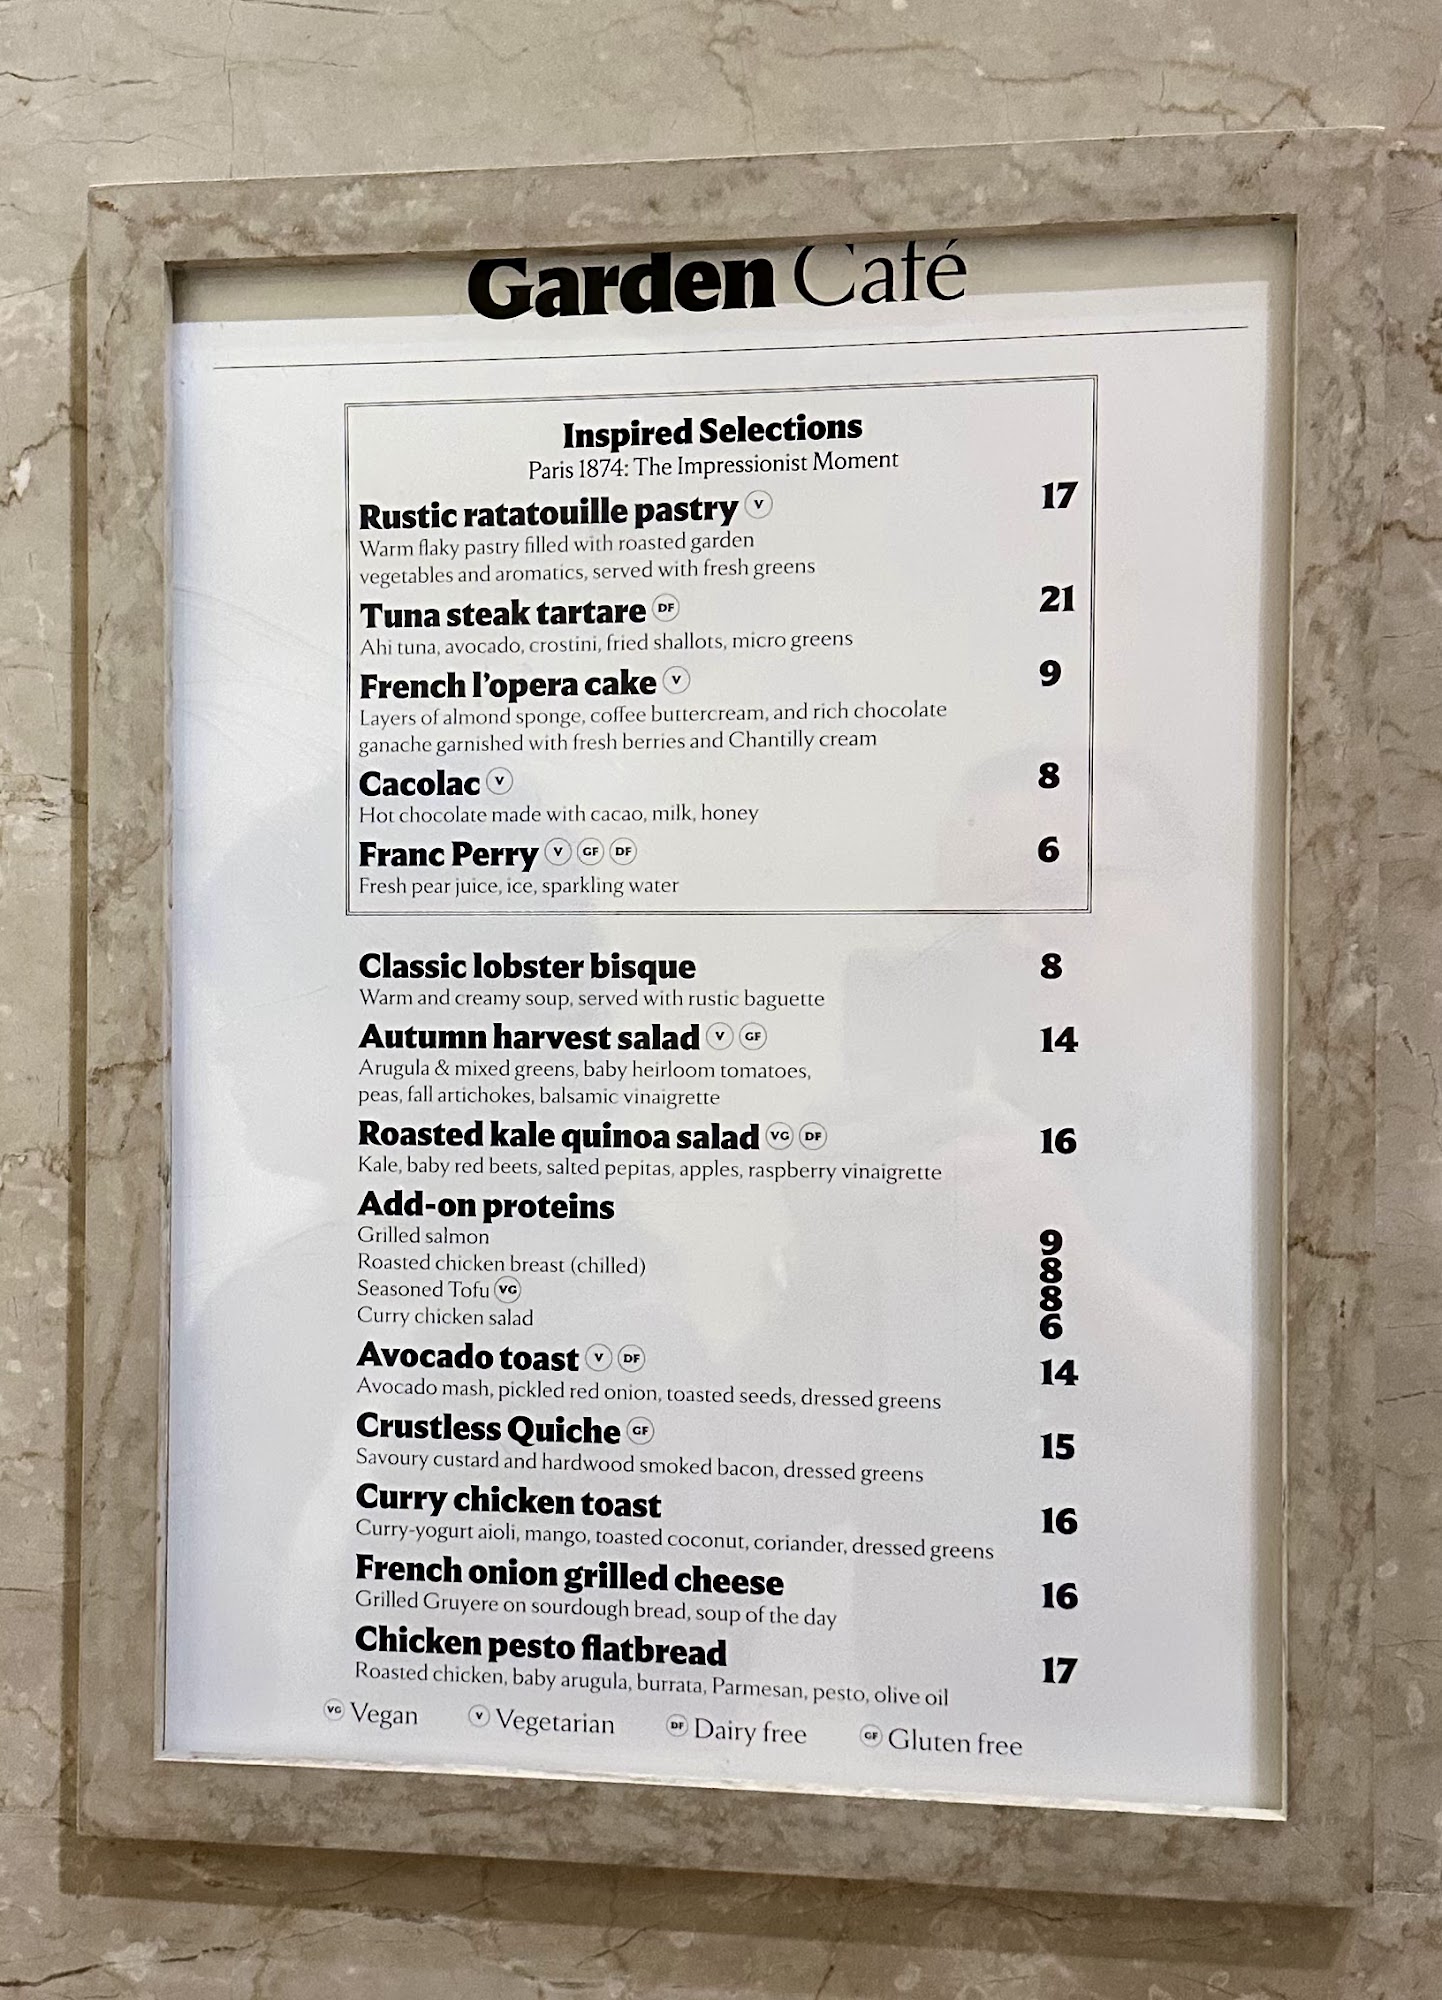 Garden Café
Inspired Selections
Paris 1874: The Impressionist Moment
Rustic ratatouille pastry V 17
Warm flaky pastry filled with roasted garden
vegetables and aromatics, served with fresh greens
Tuna steak tartare DF 21
Ahi tuna, avocado, crostini, fried shallots, micro greens
French l'opera cake V 9
Layers of almond sponge, coffee buttercream, and rich chocolate
ganache garnished with fresh berries and Chantilly cream
Cacolac V 8
Hot chocolate made with cacao, milk, honey
Franc Perry V GF DF 6
Fresh pear juice, ice, sparkling water
Classic lobster bisque 8
Warm and creamy soup, served with rustic baguette
Autumn harvest salad V GF 14
Arugula & mixed greens, baby heirloom tomatoes,
peas, fall artichokes, balsamic vinaigrette
Roasted kale quinoa salad VG DF 16
Kale, baby red beets, salted pepitas, apples, raspberry vinaigrette
Add-on proteins
Grilled salmon 9
Roasted chicken breast (chilled) 8
Seasoned Tofu VG 8
Curry chicken salad 6
Avocado toast V DF 14
Avocado mash, pickled red onion, toasted seeds, dressed greens
Crustless Quiche GF 15
Savoury custard and hardwood smoked bacon, dressed greens
Curry chicken toast 16
Curry-yogurt aioli, mango, toasted coconut, coriander, dressed greens
French onion grilled cheese 16
Grilled Gruyere on sourdough bread, soup of the day
Chicken pesto flatbread 17
Roasted chicken, baby arugula, burrata, Parmesan, pesto, olive oil
VG Vegan V Vegetarian DF Dairy free GF Gluten free